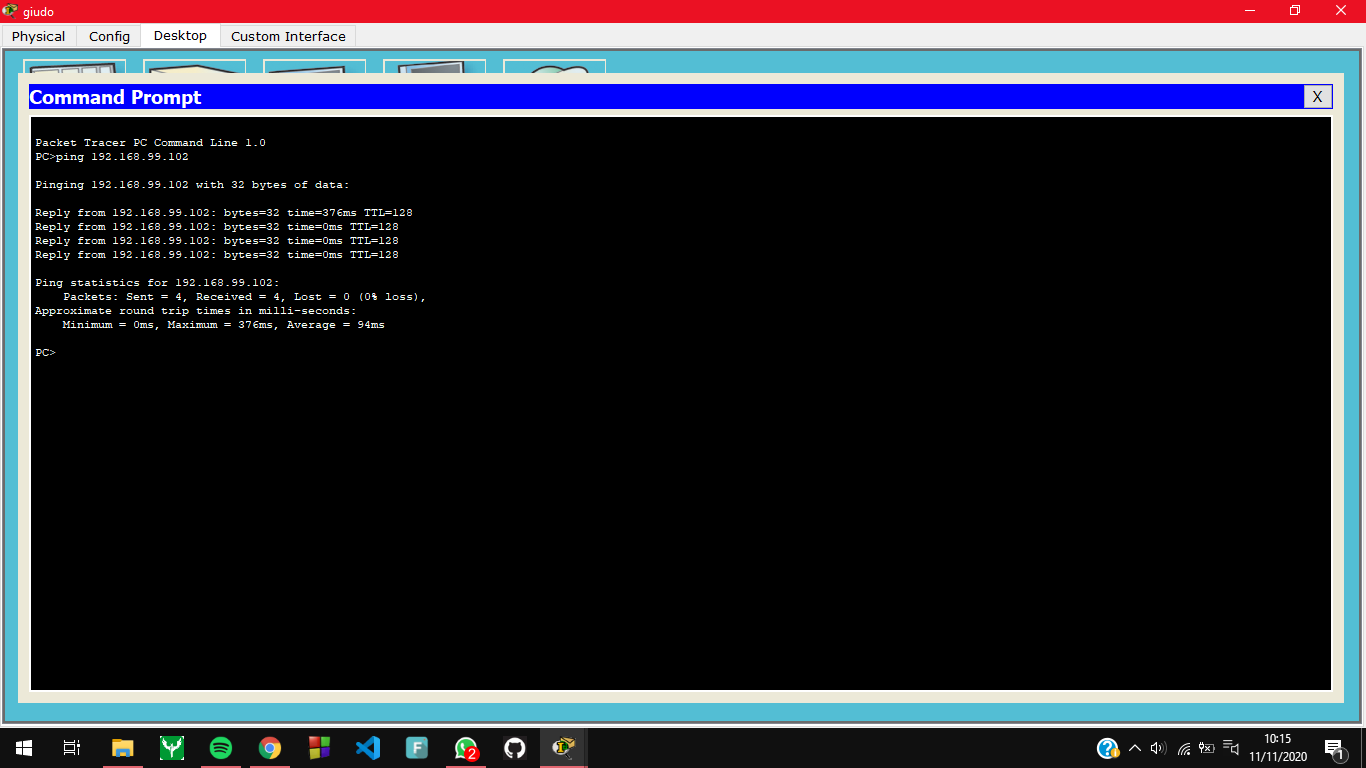 giudo
Physical Config Desktop Custom Interface
Command Prompt X
Packet Tracer PC Command Line 1.0
PC>ping 192.168.99.102
Pinging 192.168.99.102 with 32 bytes of data:
Reply from 192.168.99.102: bytes=32 time=376ms TTL=128
Reply from 192.168.99.102: bytes=32 time=0ms TTL=128
Reply from 192.168.99.102: bytes=32 time=0ms TTL=128
Reply from 192.168.99.102: bytes=32 time=0ms TTL=128
Ping statistics for 192.168.99.102:
Packets: Sent = 4, Received = 4, Lost = 0 (0% loss),
Approximate round trip times in milli-seconds:
Minimum = 0ms, Maximum = 376ms, Average = 94ms
PC>
F
2
10:15
11/11/2020
1